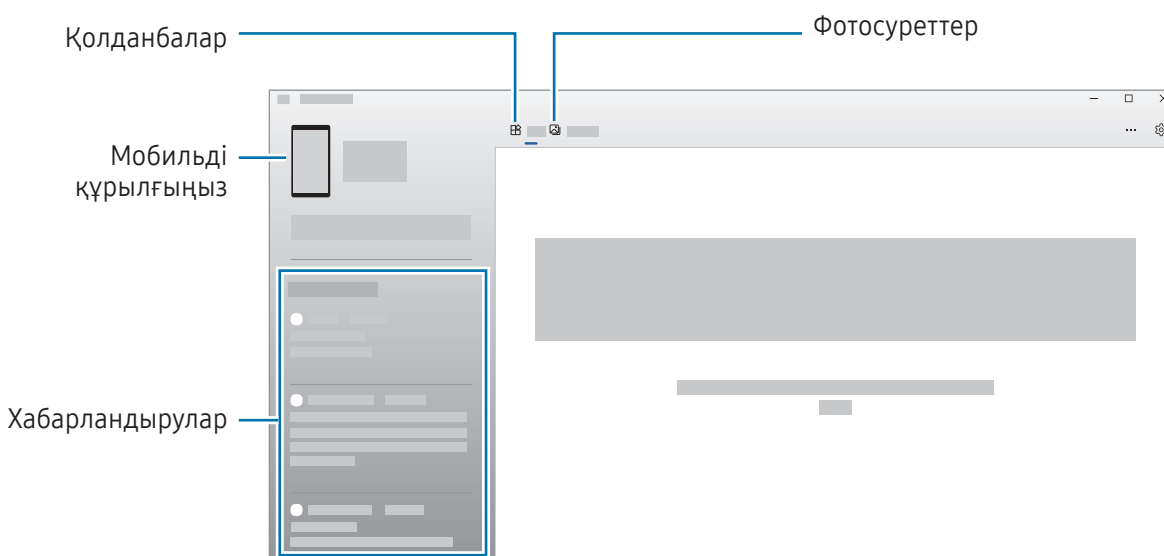 Қолданбалар
Фотосуреттер
Мобильді
құрылғыңыз
Хабарландырулар